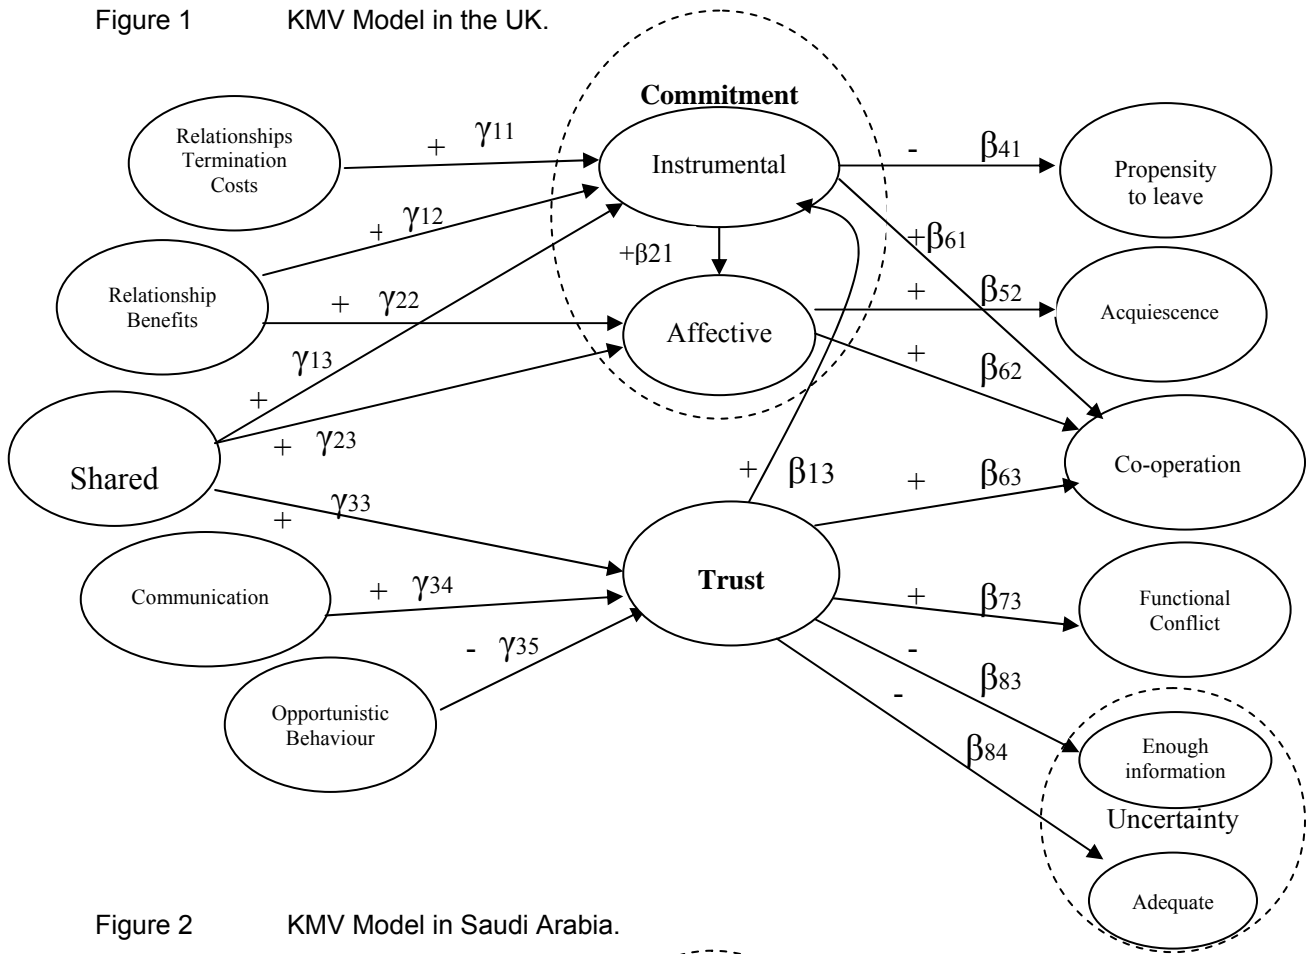 Figure 1 KMV Model in the UK.
Commitment
Relationships
Termination
Costs
+ γ11
Instrumental
- β41
Propensity
to leave
+ γ12
+β61
+β21
Relationship
Benefits
+ γ22
Affective
+ β52
Acquiescence
γ13
+
+ β62
Shared
+ γ23
+ β13
+ β63
Co-operation
γ33
+
Trust
Communication
+ γ34
+ β73
Functional
Conflict
- γ35
- β83
Opportunistic
Behaviour
- β84
Enough
information
Uncertainty
Adequate
Figure 2 KMV Model in Saudi Arabia.